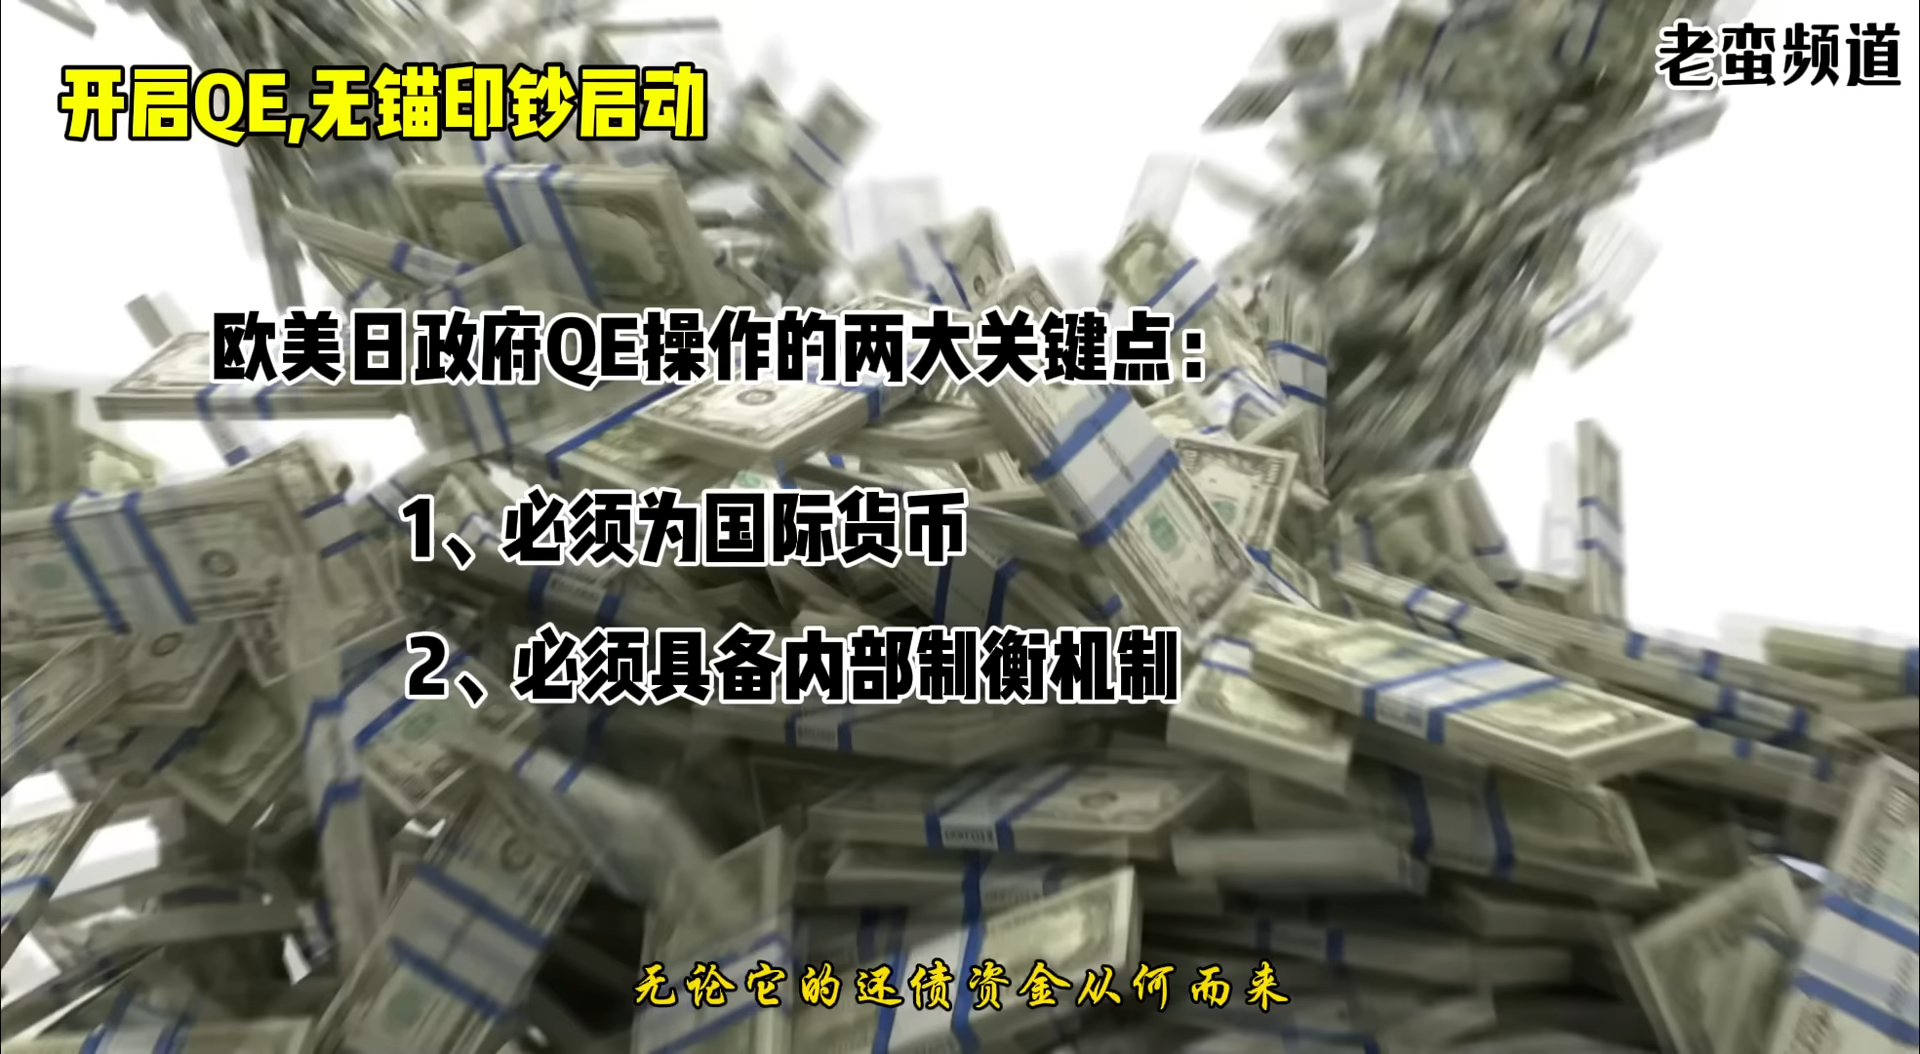 老蛮频道
开启QE,无锚印钞启动
欧美日政府QE操作的两大关键点：
1、必须为国际货币
2、必须具备内部制衡机制
无论它的还债资金从何而来